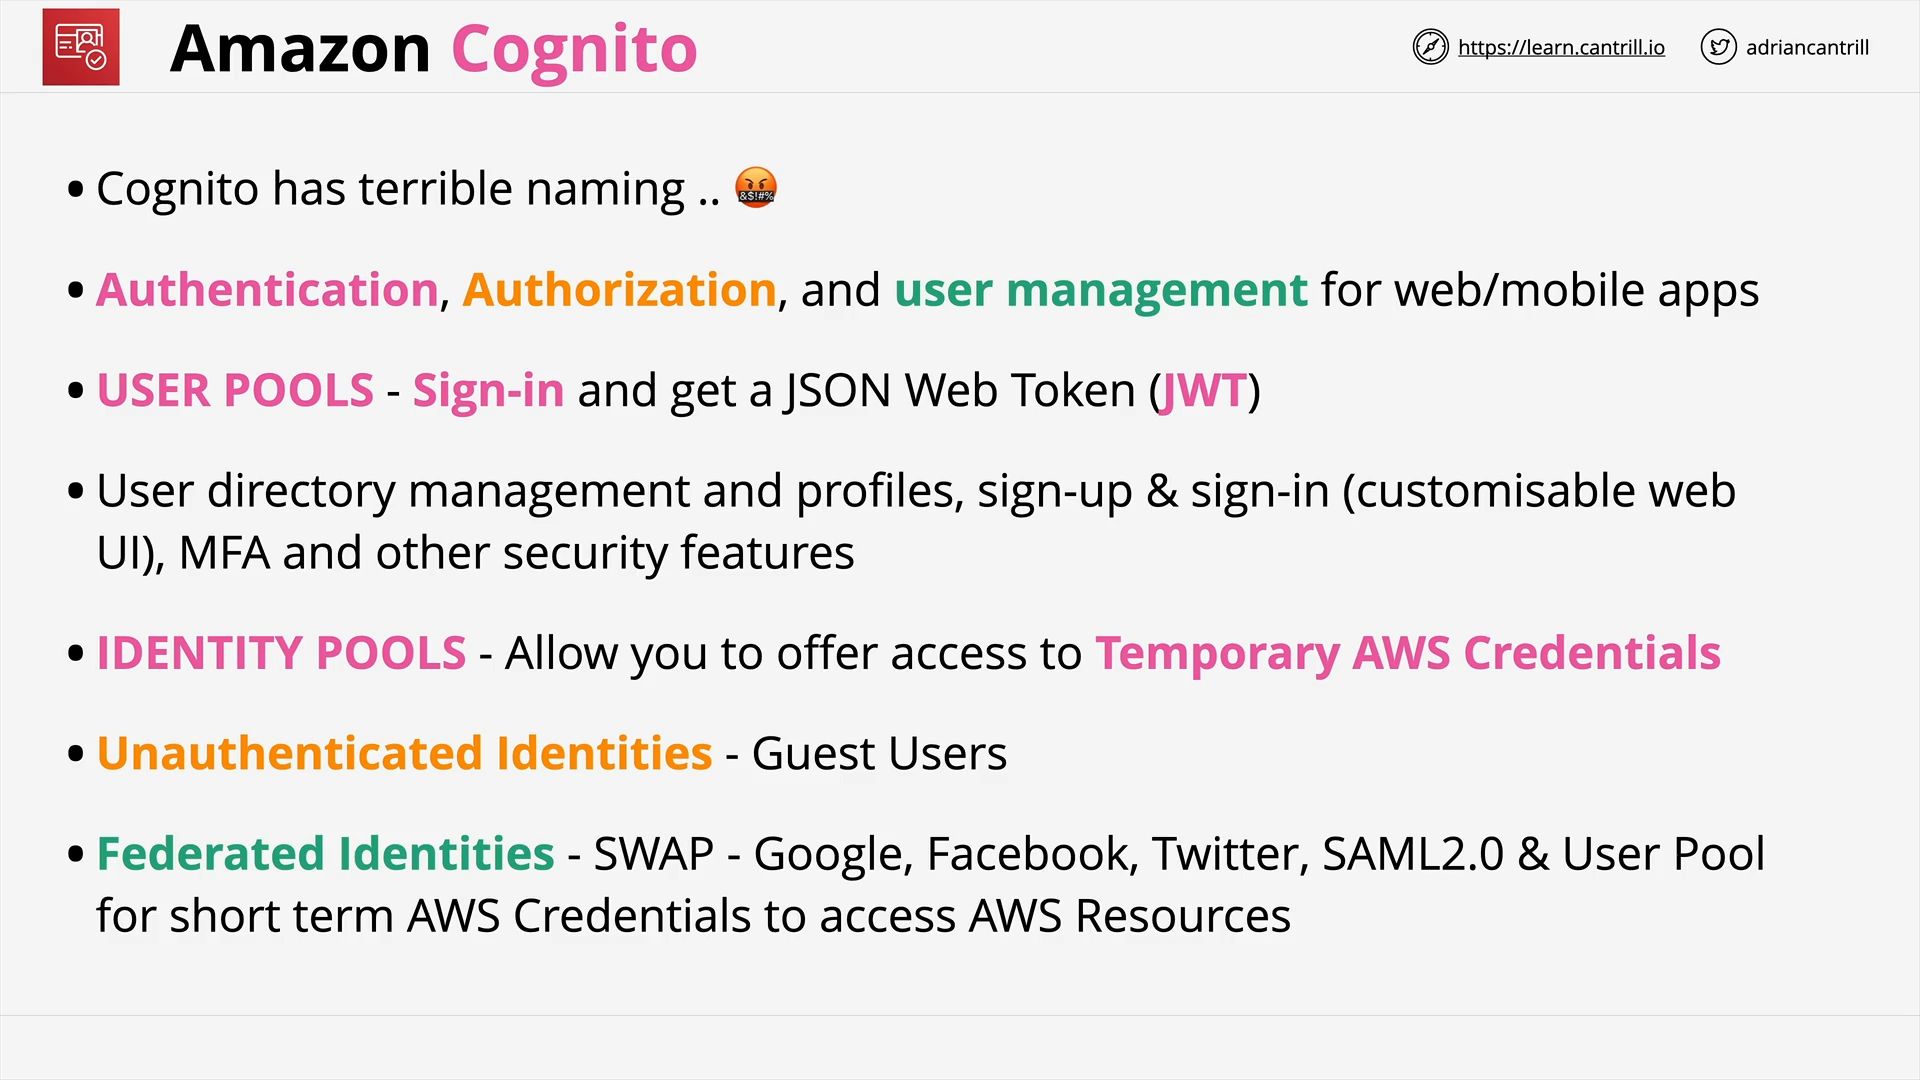 Amazon Cognito
https://learn.cantrill.io
adriancantrill
• Cognito has terrible naming .. 🤬
• Authentication, Authorization, and user management for web/mobile apps
• USER POOLS - Sign-in and get a JSON Web Token (JWT)
• User directory management and profiles, sign-up & sign-in (customisable web
UI), MFA and other security features
• IDENTITY POOLS - Allow you to offer access to Temporary AWS Credentials
• Unauthenticated Identities - Guest Users
• Federated Identities - SWAP - Google, Facebook, Twitter, SAML2.0 & User Pool
for short term AWS Credentials to access AWS Resources